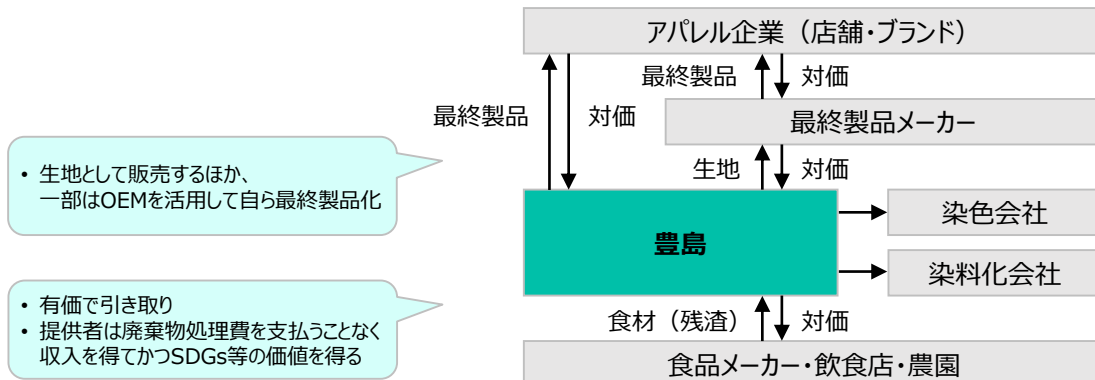 アパレル企業（店舗・ブランド）
最終製品
対価
最終製品
対価
最終製品メーカー
• 生地として販売するほか、
一部はOEMを活用して自ら最終製品化
生地
対価
豊島
染色会社
染料化会社
• 有価で引き取り
• 提供者は廃棄物処理費を支払うことなく
収入を得てかつSDGs等の価値を得る
食材（残渣）
対価
食品メーカー・飲食店・農園